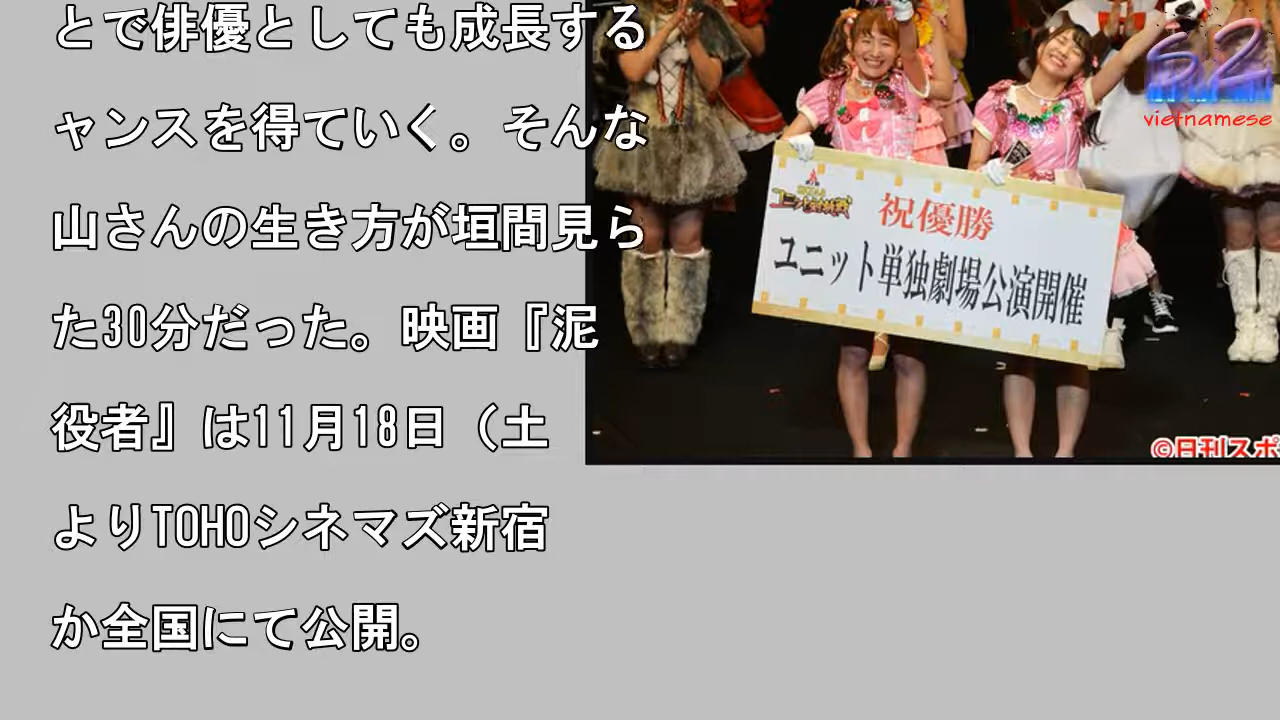 とで俳優としても成長する
ャンスを得ていく。そんな
山さんの生き方が垣間見ら
た30分だった。映画『泥
役者』は11月18日（土
よりTOHOシネマズ新宿
か全国にて公開。
S2
vietnamese
祝優勝
ユニット単独劇場公演開催
©日刊スポ